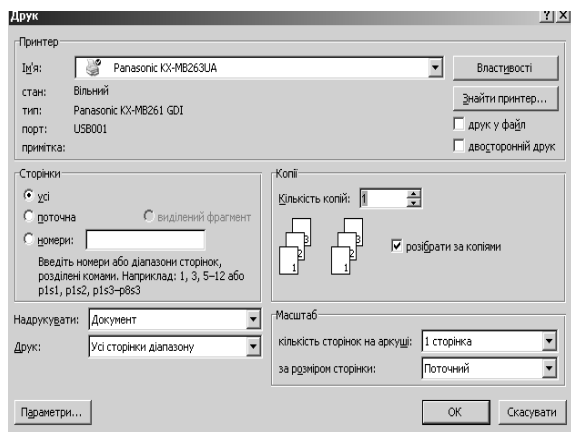 Друк
Принтер
Ім'я: Panasonic KX-MB263UA Властивості
стан: Вільний
Знайти принтер...
тип: Panasonic KX-MB261 GDI
порт: USB001
друк у файл
примітка:
двосторонній друк
Сторінки
усі
поточна виділений фрагмент
номери:
Введіть номери або діапазони сторінок,
розділені комами. Наприклад: 1, 3, 5–12 або
p1s1, p1s2, p1s3–p8s3
Копії
Кількість копій: 1
3 3
2 2
1 1
розібрати за копіями
Надрукувати: Документ
Друк: Усі сторінки діапазону
Масштаб
кількість сторінок на аркуші: 1 сторінка
за розміром сторінки: Поточний
Параметри... ОК Скасувати